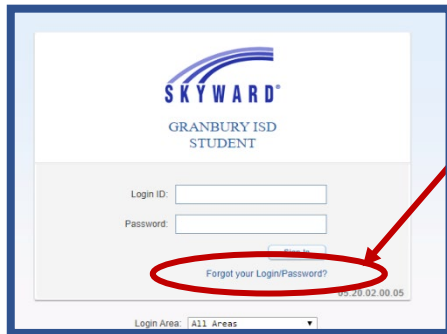 SKYWARD®
GRANBURY ISD
STUDENT
Login ID:
Password:
Sign In
Forgot your Login/Password?
05.20.02.00.05
Login Area: All Areas